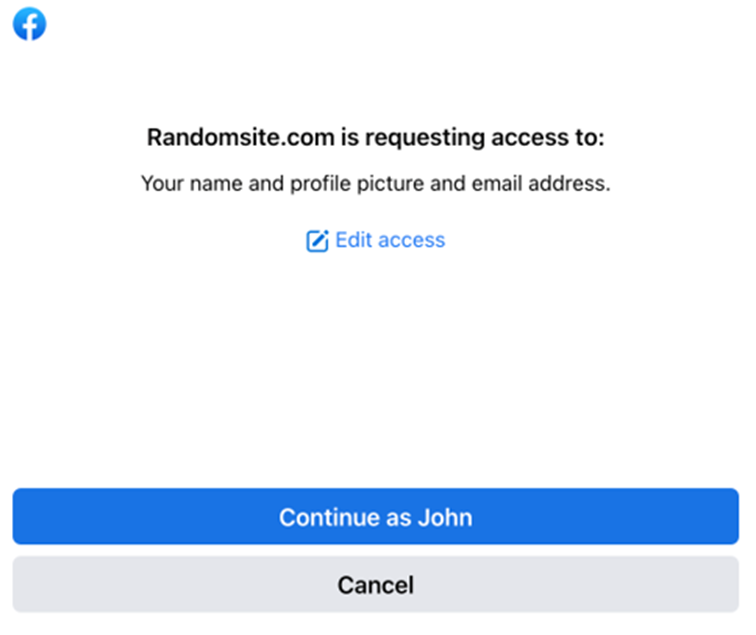 Randomsite.com is requesting access to:
Your name and profile picture and email address.
Edit access
Continue as John
Cancel